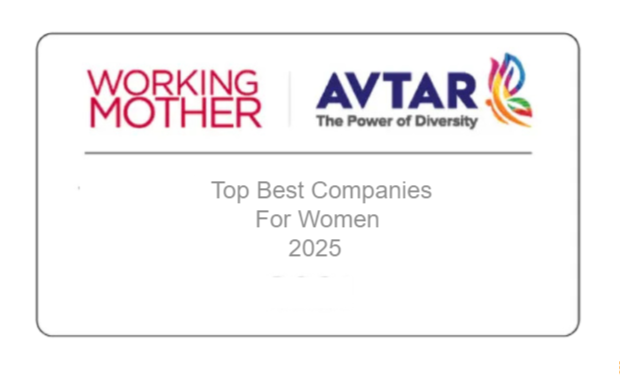 WORKING
MOTHER
AVTAR
The Power of Diversity
Top Best Companies
For Women
2025